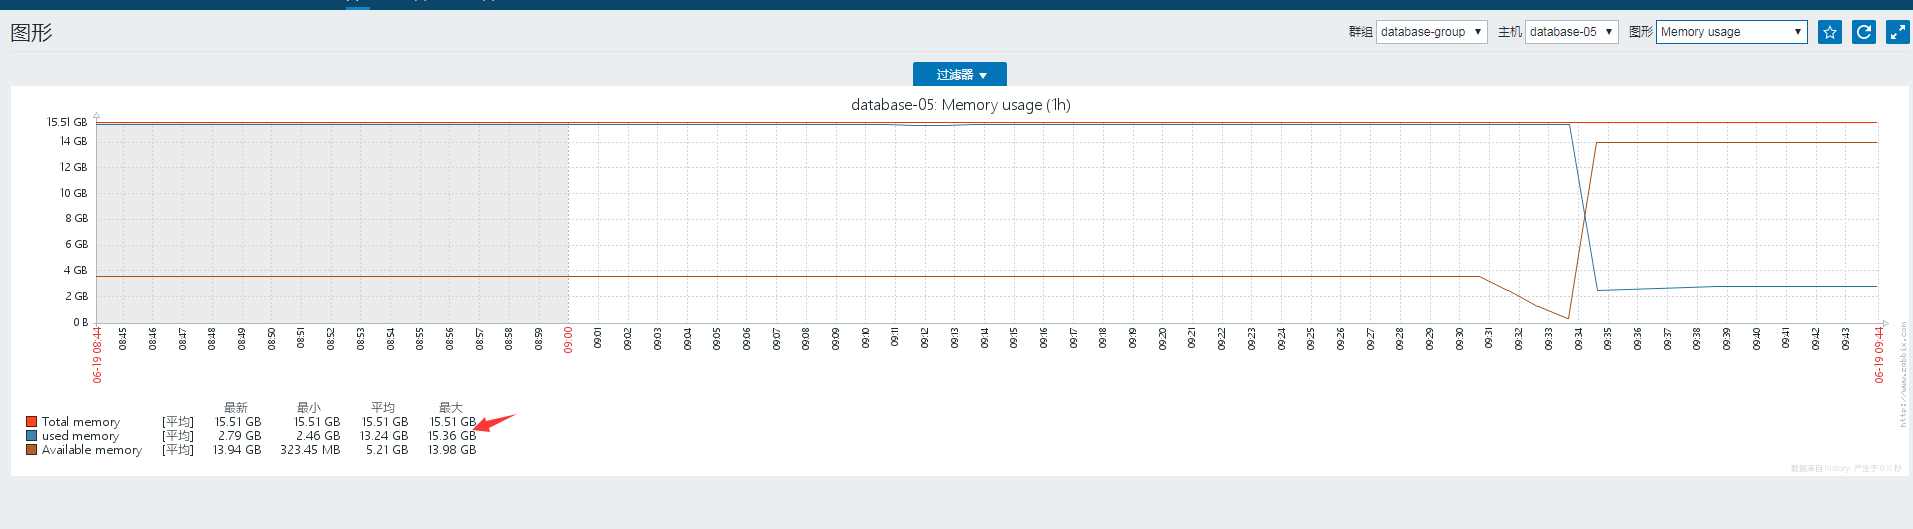 图形
群组 database-group 主机 database-05 图形 Memory usage
过滤器
database-05: Memory usage (1h)
15.51 GB
14 GB
12 GB
10 GB
8 GB
6 GB
4 GB
2 GB
0 B
06-19 08:44 08:45 08:46 08:47 08:48 08:49 08:50 08:51 08:52 08:53 08:54 08:55 08:56 08:57 08:58 08:59 09:00 09:01 09:02 09:03 09:04 09:05 09:06 09:07 09:08 09:09 09:10 09:11 09:12 09:13 09:14 09:15 09:16 09:17 09:18 09:19 09:20 09:21 09:22 09:23 09:24 09:25 09:26 09:27 09:28 09:29 09:30 09:31 09:32 09:33 09:34 09:35 09:36 09:37 09:38 09:39 09:40 09:41 09:42 09:43 06-19 09:44
http://www.zabbix.com
最新 最小 平均 最大
Total memory [平均] 15.51 GB 15.51 GB 15.51 GB 15.51 GB
used memory [平均] 2.79 GB 2.46 GB 13.24 GB 15.36 GB
Available memory [平均] 13.94 GB 323.45 MB 5.21 GB 13.98 GB
数据来自 history. 产生于 0.11 秒